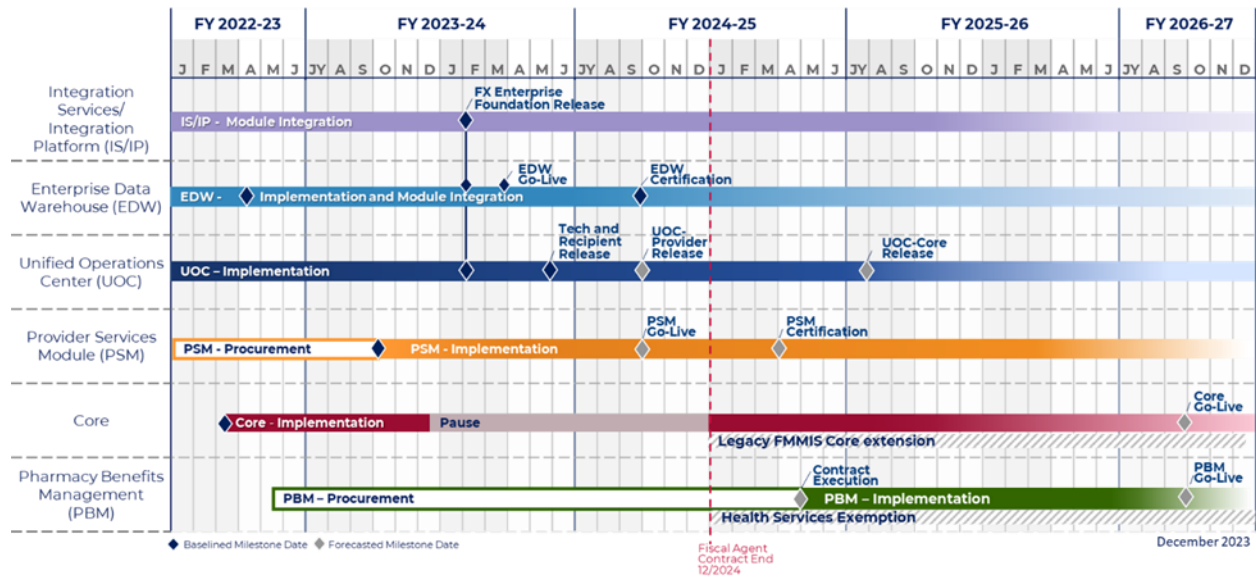 FY 2022-23 FY 2023-24 FY 2024-25 FY 2025-26 FY 2026-27
J F M A M J JY A S O N D J F M A M J JY A S O N D J F M A M J JY A S O N D J F M A M J JY A S O N D
Integration
Services/
Integration
Platform (IS/IP)
FX Enterprise
Foundation Release
IS/IP - Module Integration
Enterprise Data
Warehouse (EDW)
EDW
Go-Live
EDW
Certification
EDW - Implementation and Module Integration
Unified Operations
Center (UOC)
Tech and
Recipient
Release
UOC-
Provider
Release
UOC-Core
Release
UOC – Implementation
Provider Services
Module (PSM)
PSM
Go-Live
PSM
Certification
PSM - Procurement
PSM - Implementation
Core
Core
Go-Live
Core - Implementation
Pause
Legacy FMMIS Core extension
Pharmacy Benefits
Management
(PBM)
Contract
Execution
PBM
Go-Live
PBM – Procurement
PBM – Implementation
Health Services Exemption
Baselined Milestone Date Forecasted Milestone Date
Fiscal Agent
Contract End
12/2024
December 2023